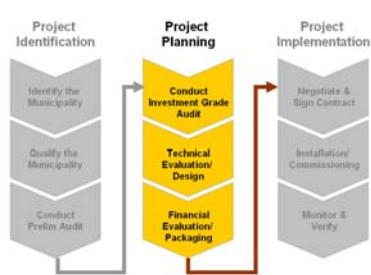 Project
Identification
Identify the
Municipality
Qualify the
Municipality
Conduct
Prelim Audit
Project
Planning
Conduct
Investment Grade
Audit
Technical
Evaluation/
Design
Financial
Evaluation/
Packaging
Project
Implementation
Negotiate &
Sign Contract
Installation/
Commissioning
Monitor &
Verify